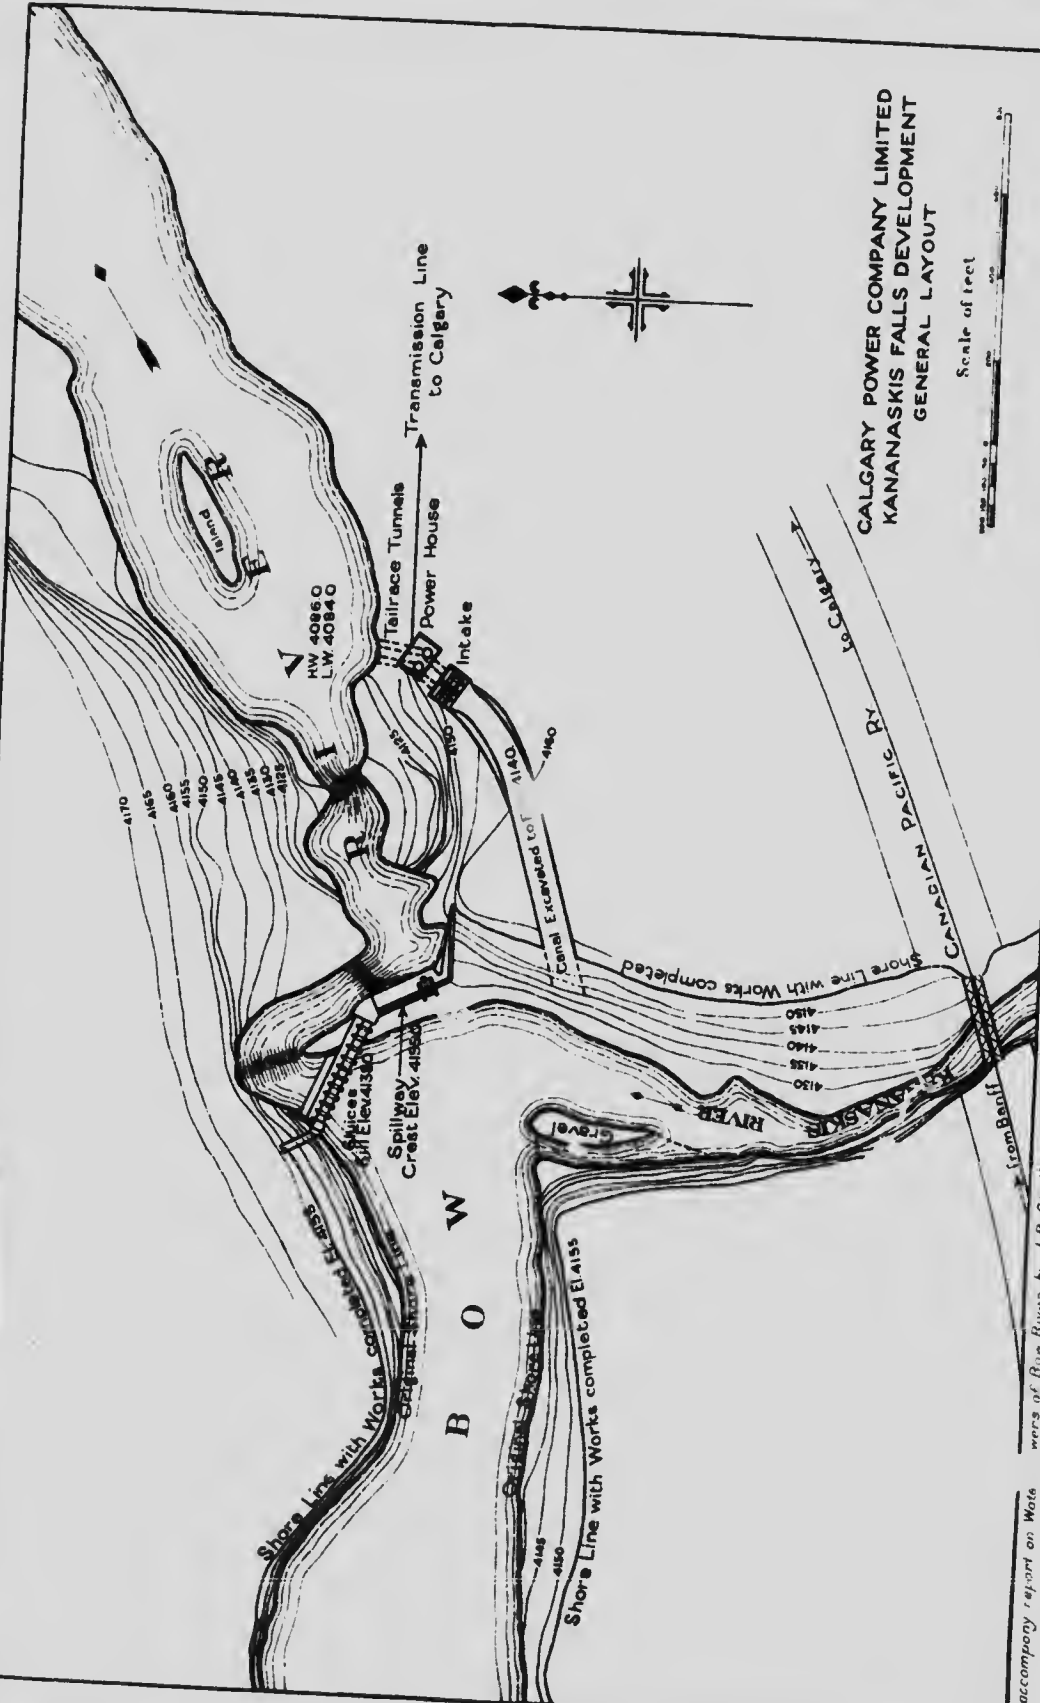 CALGARY POWER COMPANY LIMITED
KANANASKIS FALLS DEVELOPMENT
GENERAL LAYOUT
Scale of feet
Island
B O W
R I V E R
H.W. 4086.0
L.W. 4084.0
Transmission Line
to Calgary
Tailrace Tunnels
Power House
Intake
4170
4165
4160
4155
4150
4145
4140
4135
4130
4125
4125
4150
4140
4160
Canal Excavated to
Sluices
Sill Elev. 4139.0
Spillway
Crest Elev. 4155.0
Shore Line with Works completed El. 4155
Original Shore Line
Original Shore Line
4145
4150
Shore Line with Works completed El. 4155
Gravel
KANANASKIS
RIVER
4150
4145
4140
4135
4130
Shore Line with Works completed
CANADIAN PACIFIC RY
to Calgary
from Banff
accompany report on
wers of Bow River by